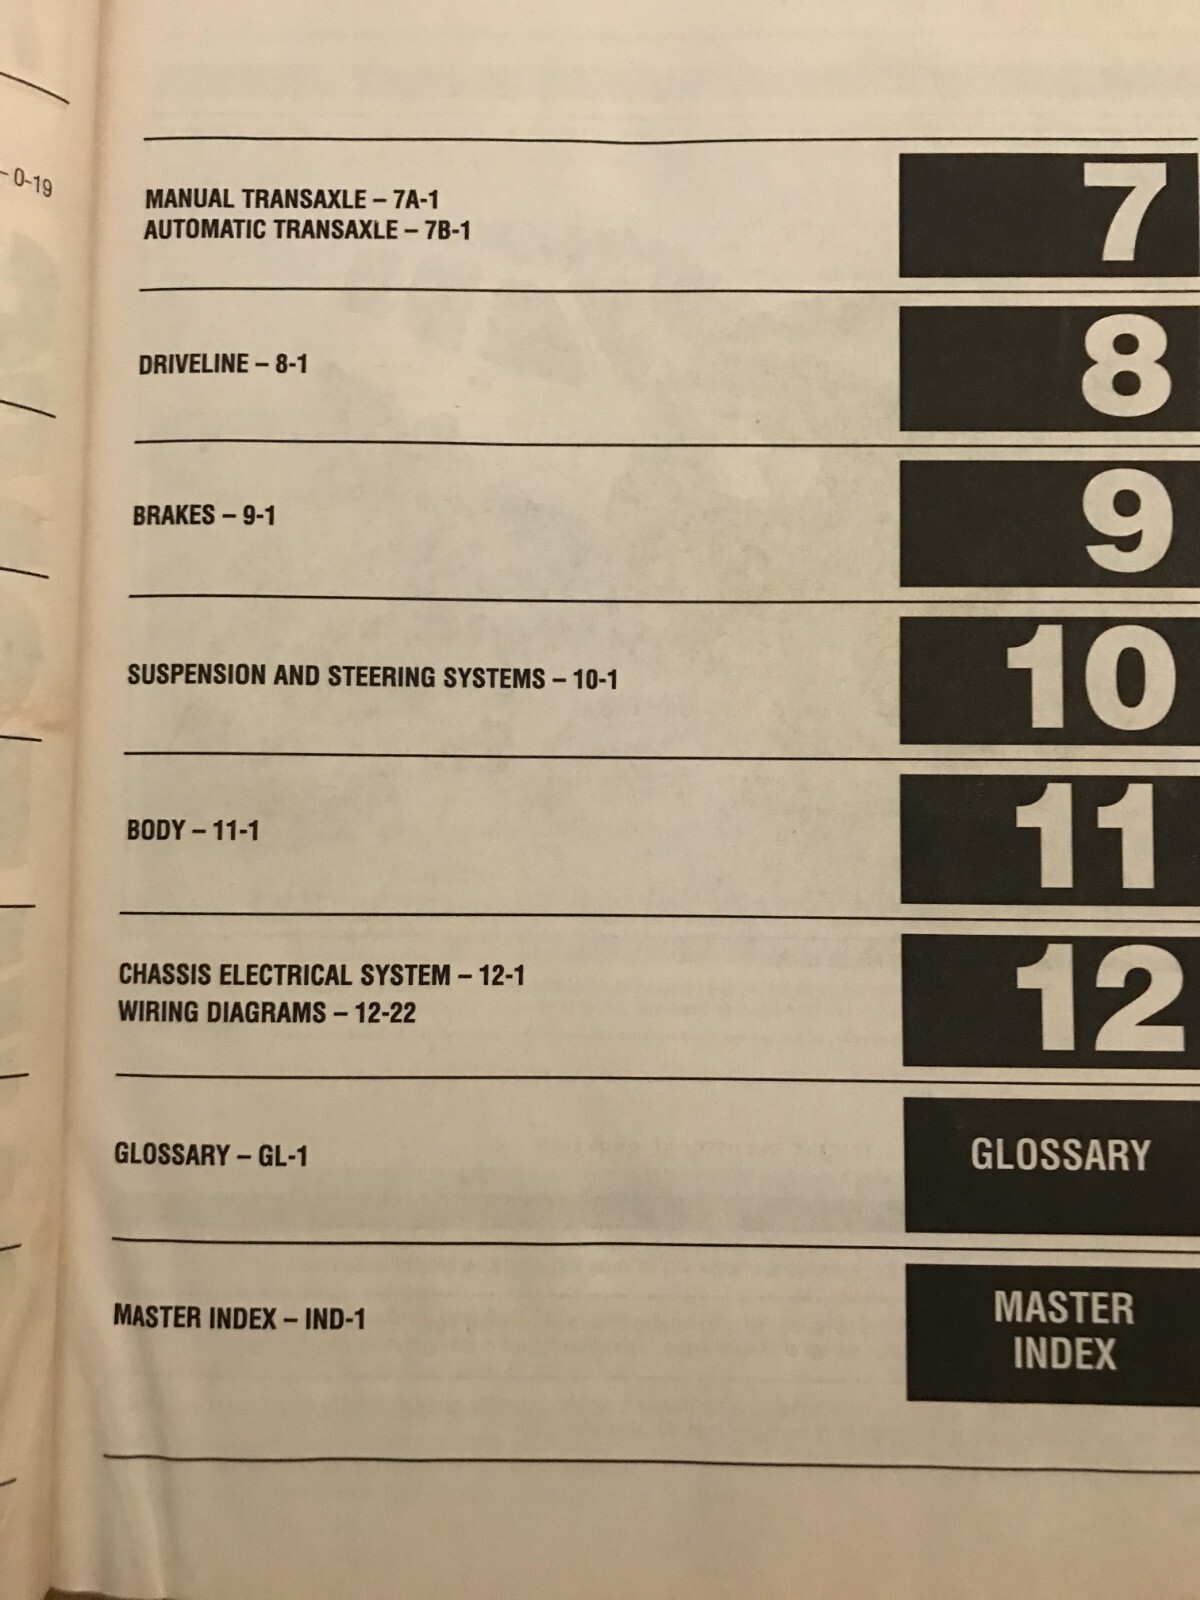 – 0-19
MANUAL TRANSAXLE – 7A-1
AUTOMATIC TRANSAXLE – 7B-1
7
DRIVELINE – 8-1
8
BRAKES – 9-1
9
SUSPENSION AND STEERING SYSTEMS – 10-1
10
BODY – 11-1
11
CHASSIS ELECTRICAL SYSTEM – 12-1
WIRING DIAGRAMS – 12-22
12
GLOSSARY – GL-1
GLOSSARY
MASTER INDEX – IND-1
MASTER
INDEX